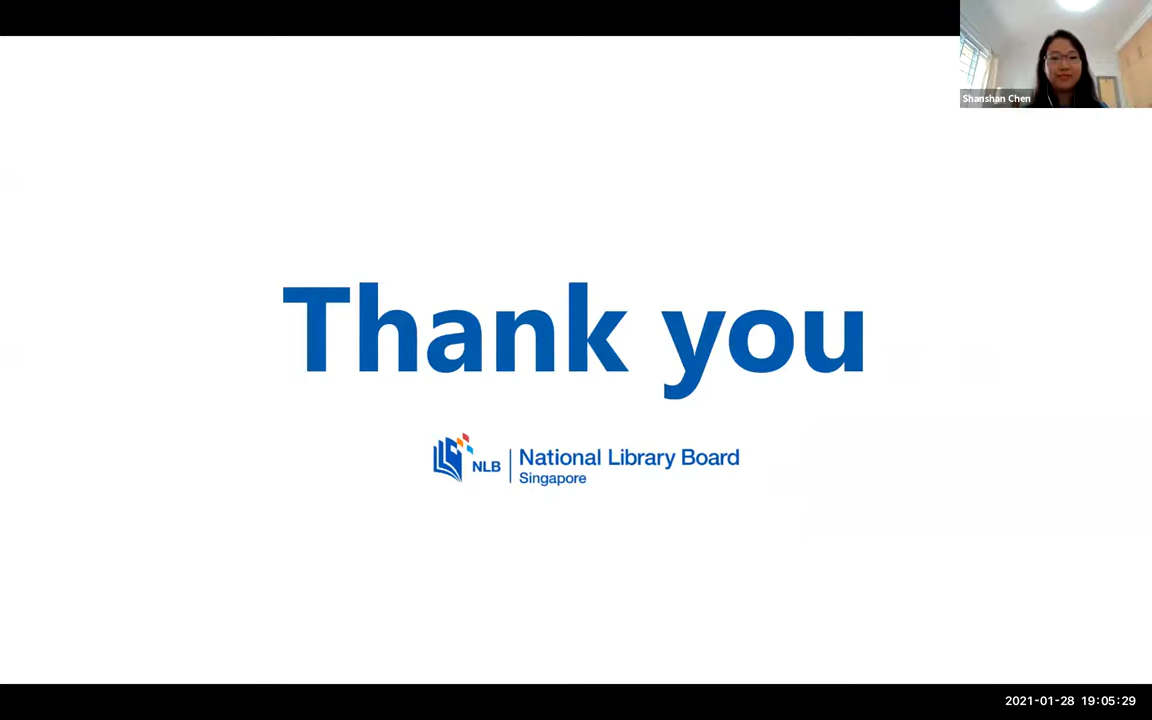 Shanshan Chen
Thank you
NLB
National Library Board
Singapore
2021-01-28 19:05:29